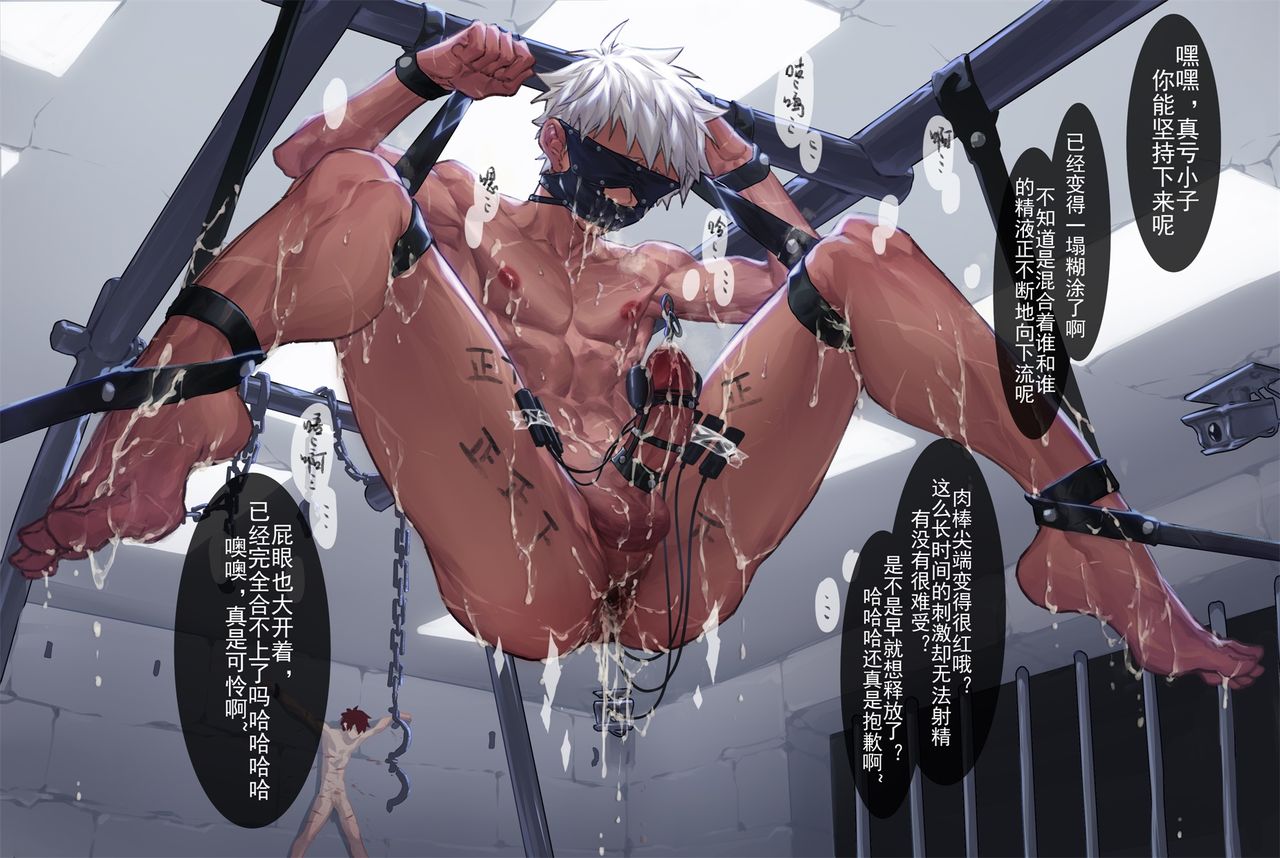 嘿嘿，真亏小子
你能坚持下来呢
已经变得一塌糊涂了啊
不知道是混合着谁和谁
的精液正不断地向下流呢
咕
啊
嗯
唔
啊
肉棒尖端变得很红哦？
这么长时间的刺激却无法射精
有没有很难受？
是不是早就想释放了？
哈哈哈还真是抱歉啊~
屁眼也大开着，
已经完全合不上了吗哈哈哈哈
噢噢，真是可怜啊~
正
正
正